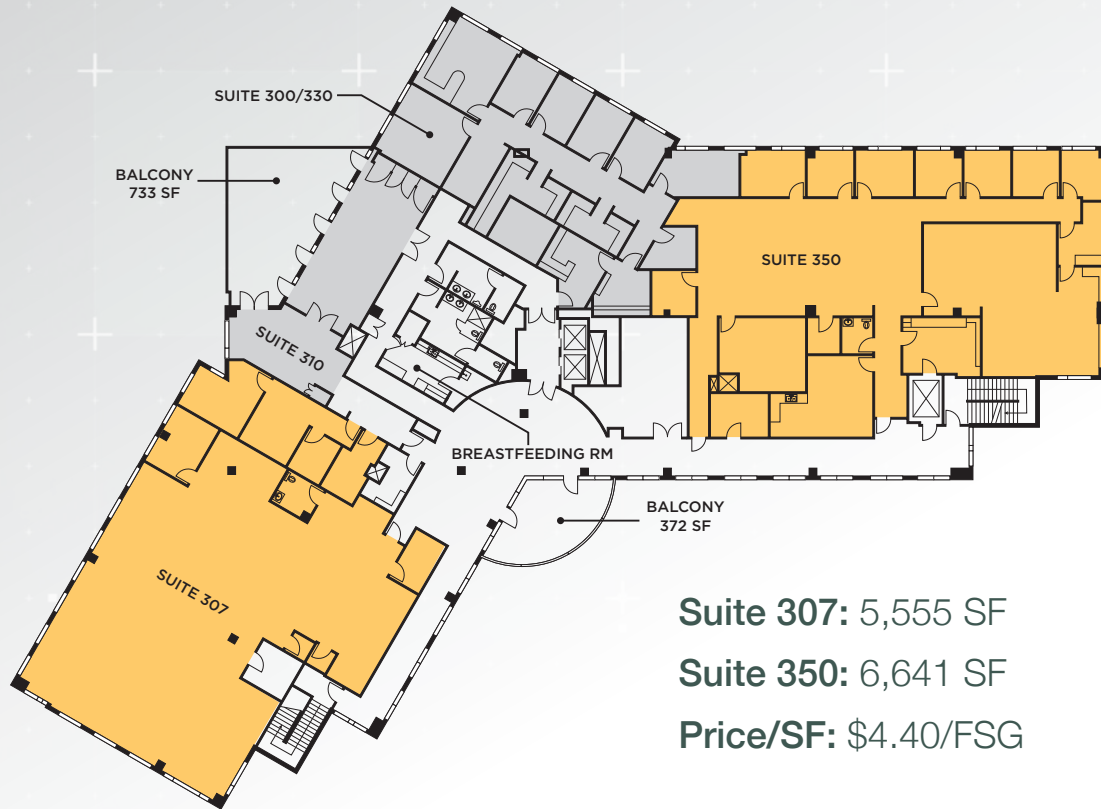 SUITE 300/330
BALCONY
733 SF
SUITE 350
SUITE 310
BREASTFEEDING RM
BALCONY
372 SF
SUITE 307
Suite 307: 5,555 SF
Suite 350: 6,641 SF
Price/SF: $4.40/FSG